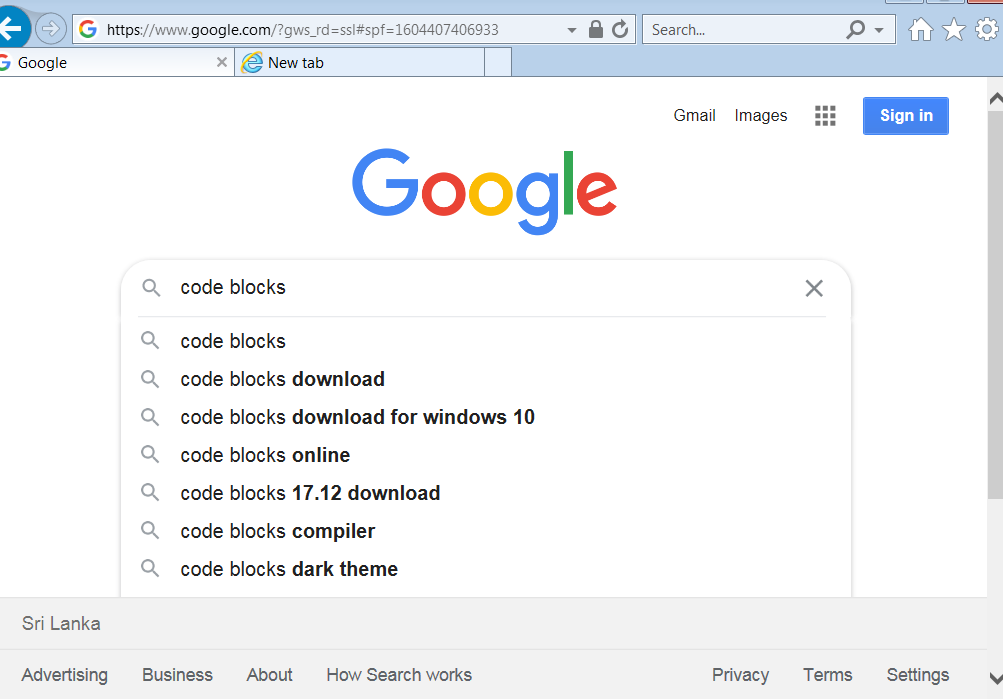 https://www.google.com/?gws_rd=ssl#spf=1604407406933 Search...
Google New tab
Gmail Images Sign in
Google
code blocks
code blocks
code blocks download
code blocks download for windows 10
code blocks online
code blocks 17.12 download
code blocks compiler
code blocks dark theme
Sri Lanka
Advertising Business About How Search works Privacy Terms Settings